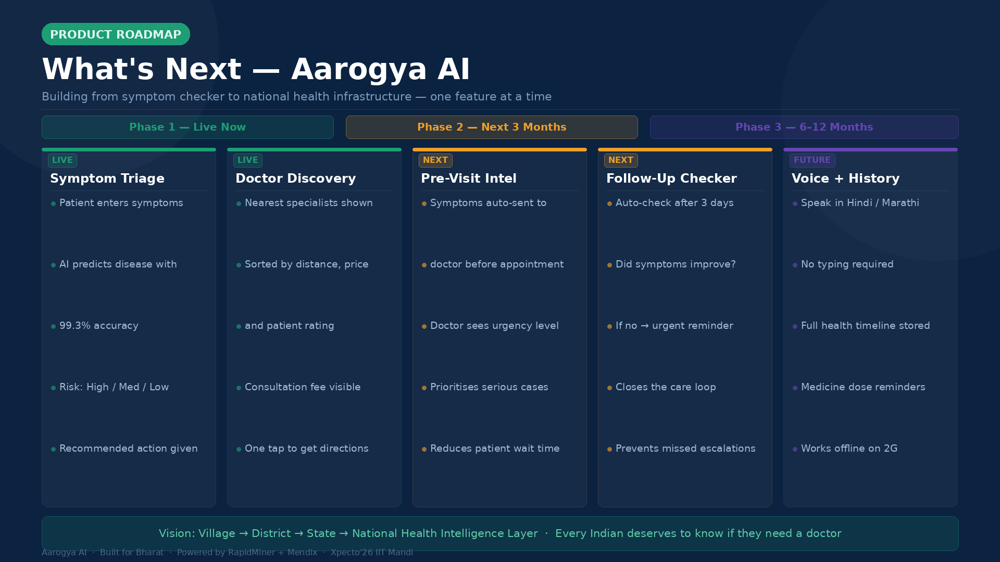 PRODUCT ROADMAP
What's Next — Aarogya AI
Building from symptom checker to national health infrastructure — one feature at a time
Phase 1 — Live Now
Phase 2 — Next 3 Months
Phase 3 — 6–12 Months
LIVE
Symptom Triage
Patient enters symptoms
AI predicts disease with
99.3% accuracy
Risk: High / Med / Low
Recommended action given
LIVE
Doctor Discovery
Nearest specialists shown
Sorted by distance, price
and patient rating
Consultation fee visible
One tap to get directions
NEXT
Pre-Visit Intel
Symptoms auto-sent to
doctor before appointment
Doctor sees urgency level
Prioritises serious cases
Reduces patient wait time
NEXT
Follow-Up Checker
Auto-check after 3 days
Did symptoms improve?
If no → urgent reminder
Closes the care loop
Prevents missed escalations
FUTURE
Voice + History
Speak in Hindi / Marathi
No typing required
Full health timeline stored
Medicine dose reminders
Works offline on 2G
Vision: Village → District → State → National Health Intelligence Layer · Every Indian deserves to know if they need a doctor
Aarogya AI · Built for Bharat · Powered by RapidMiner + Mendix · Xpecto'26 IIT Mandi